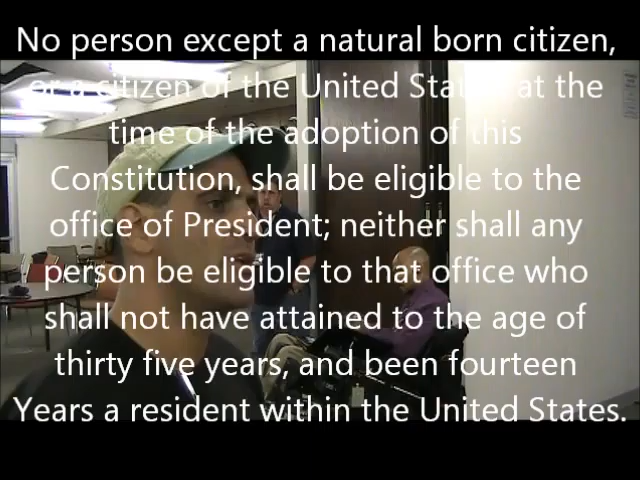 No person except a natural born citizen,
or a citizen of the United States at the
time of the adoption of this
Constitution, shall be eligible to the
office of President; neither shall any
person be eligible to that office who
shall not have attained to the age of
thirty five years, and been fourteen
Years a resident within the United States.